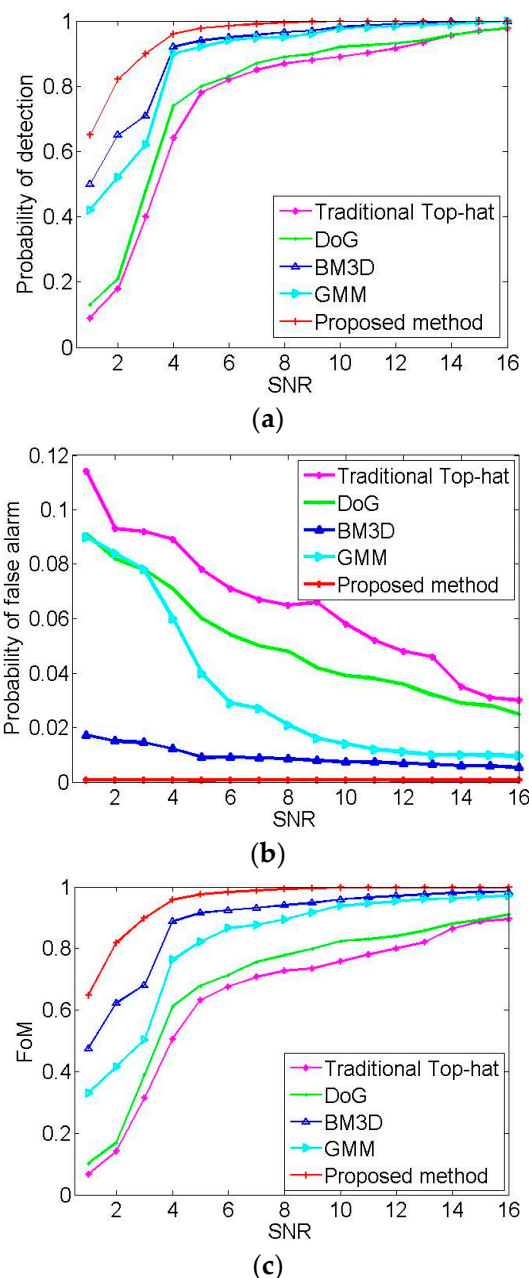 1
0.8
0.6
0.4
0.2
0
Probability of detection
Traditional Top-hat
DoG
BM3D
GMM
Proposed method
2 4 6 8 10 12 14 16
SNR
(a)
0.12
0.1
0.08
0.06
0.04
0.02
0
Probability of false alarm
Traditional Top-hat
DoG
BM3D
GMM
Proposed method
2 4 6 8 10 12 14 16
SNR
(b)
1
0.8
0.6
0.4
0.2
0
FoM
Traditional Top-hat
DoG
BM3D
GMM
Proposed method
2 4 6 8 10 12 14 16
SNR
(c)